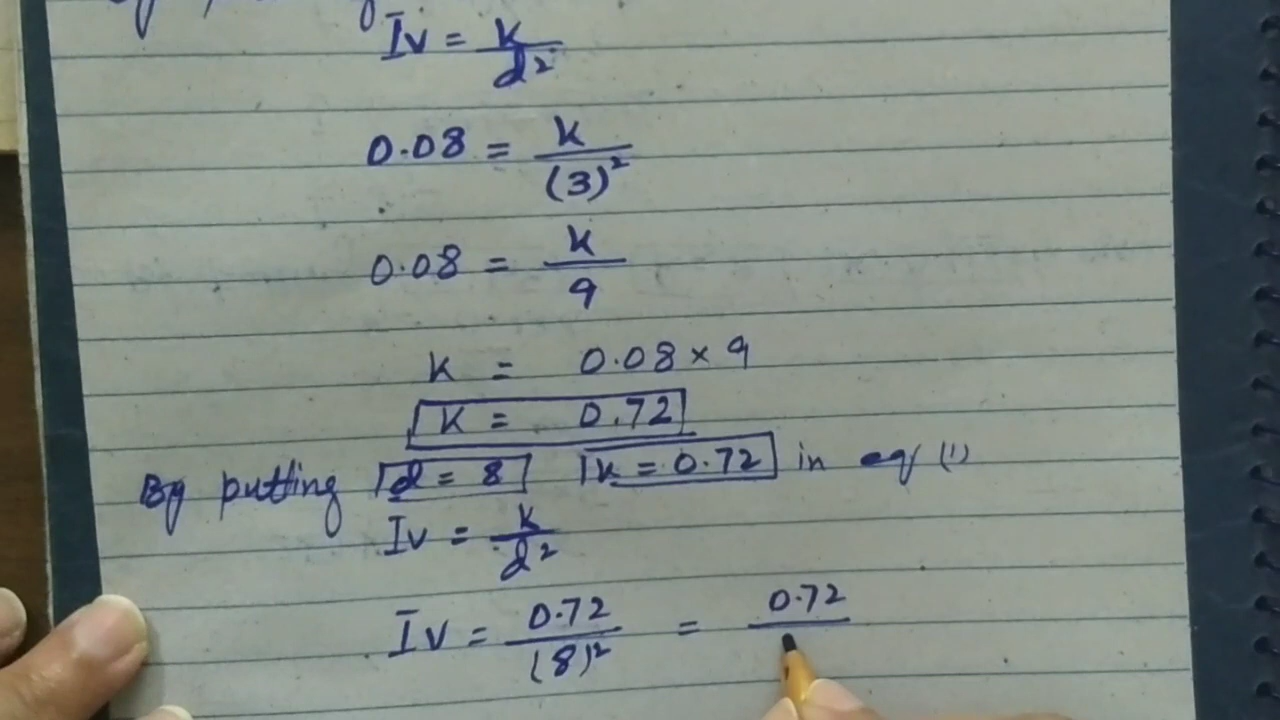 Iv = k/d²
0.08 = k/(3)²
0.08 = k/9
k = 0.08 × 9
k = 0.72
By putting d = 8 k = 0.72 in eq (1)
Iv = k/d²
Iv = 0.72/(8)² = 0.72/